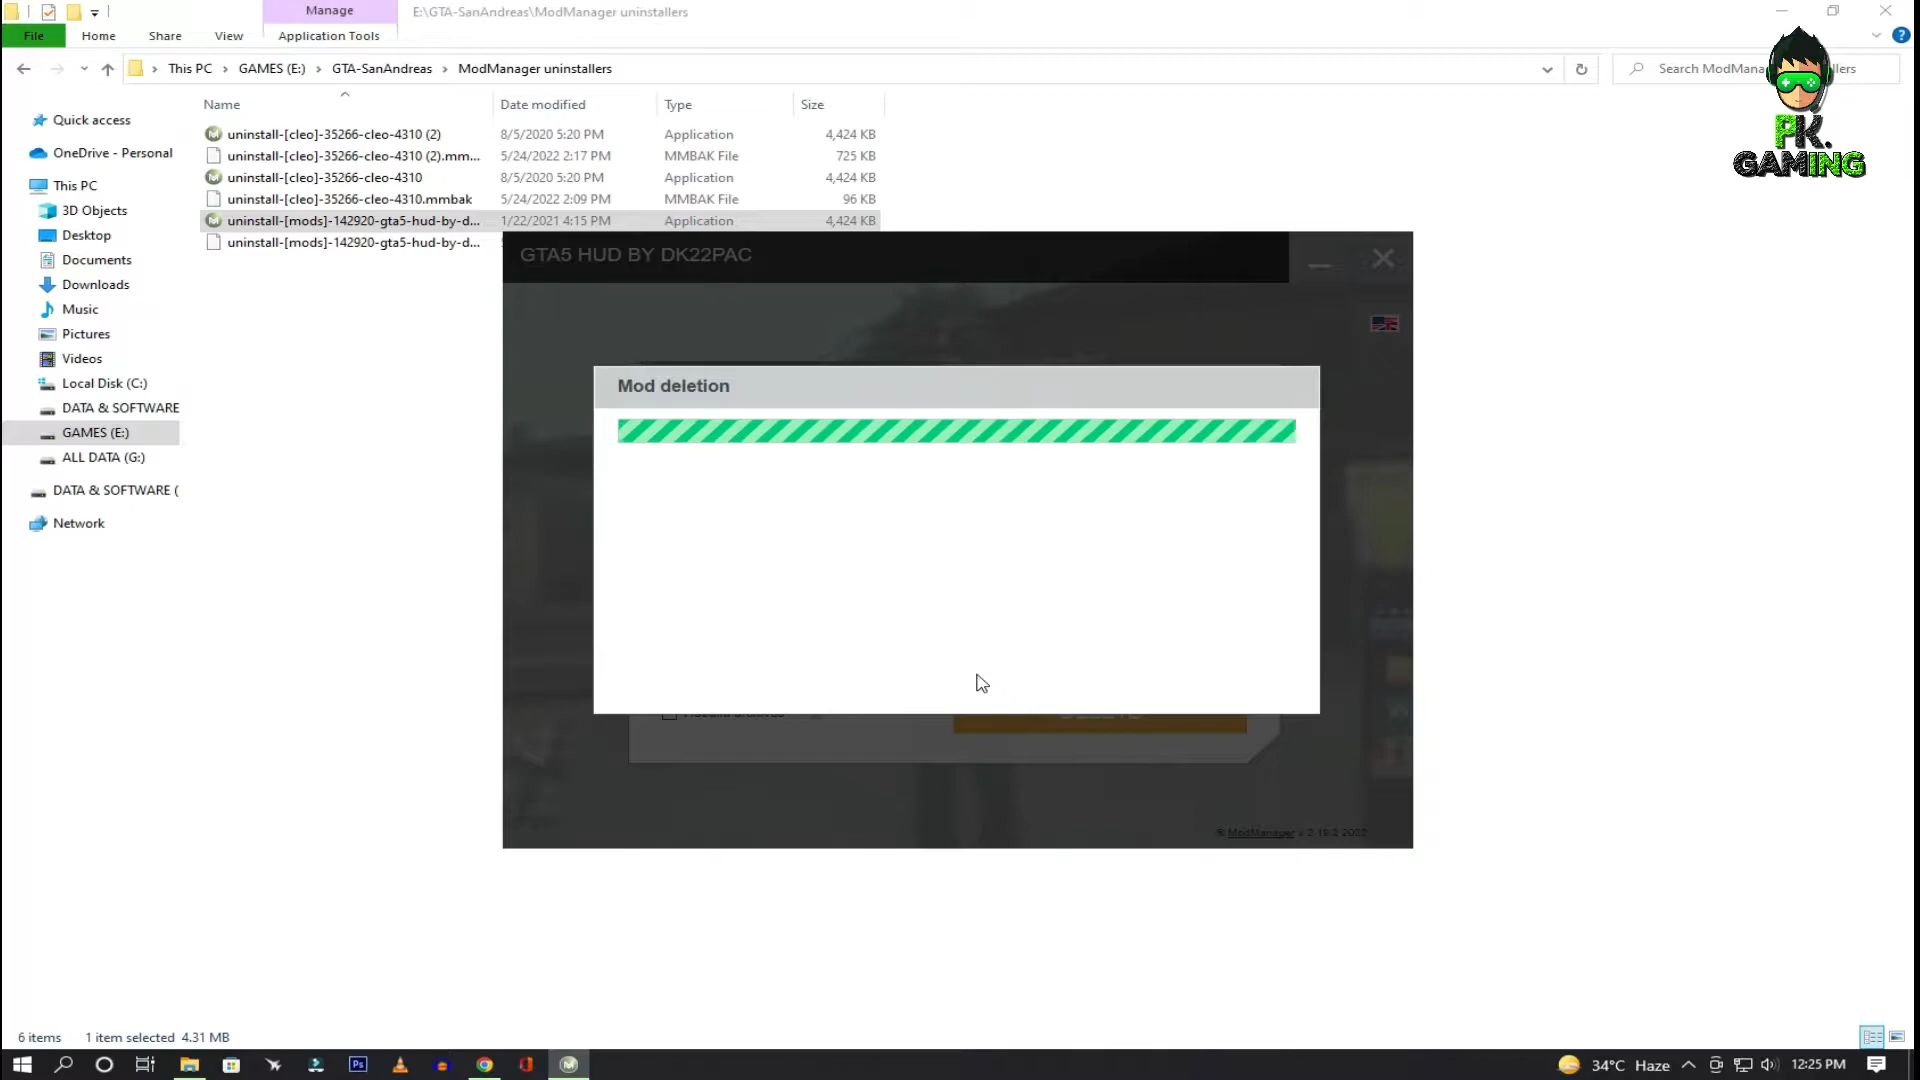 Manage
E:\GTA-SanAndreas\ModManager uninstallers
File
Home
Share
View
Application Tools
This PC
GAMES (E:)
GTA-SanAndreas
ModManager uninstallers
Name
Date modified
Type
Size
uninstall-[cleo]-35266-cleo-4310 (2) 8/5/2020 5:20 PM Application 4,424 KB
uninstall-[cleo]-35266-cleo-4310 (2).mm... 5/24/2022 2:17 PM MMBAK File 725 KB
uninstall-[cleo]-35266-cleo-4310 8/5/2020 5:20 PM Application 4,424 KB
uninstall-[cleo]-35266-cleo-4310.mmbak 5/24/2022 2:09 PM MMBAK File 96 KB
uninstall-[mods]-142920-gta5-hud-by-d... 1/22/2021 4:15 PM Application 4,424 KB
uninstall-[mods]-142920-gta5-hud-by-d...
Quick access
OneDrive - Personal
This PC
3D Objects
Desktop
Documents
Downloads
Music
Pictures
Videos
Local Disk (C:)
DATA & SOFTWARE
GAMES (E:)
ALL DATA (G:)
DATA & SOFTWARE (
Network
PK.
GAMING
GTA5 HUD BY DK22PAC
Mod deletion
6 items
1 item selected 4.31 MB
Ps
34°C Haze
12:25 PM